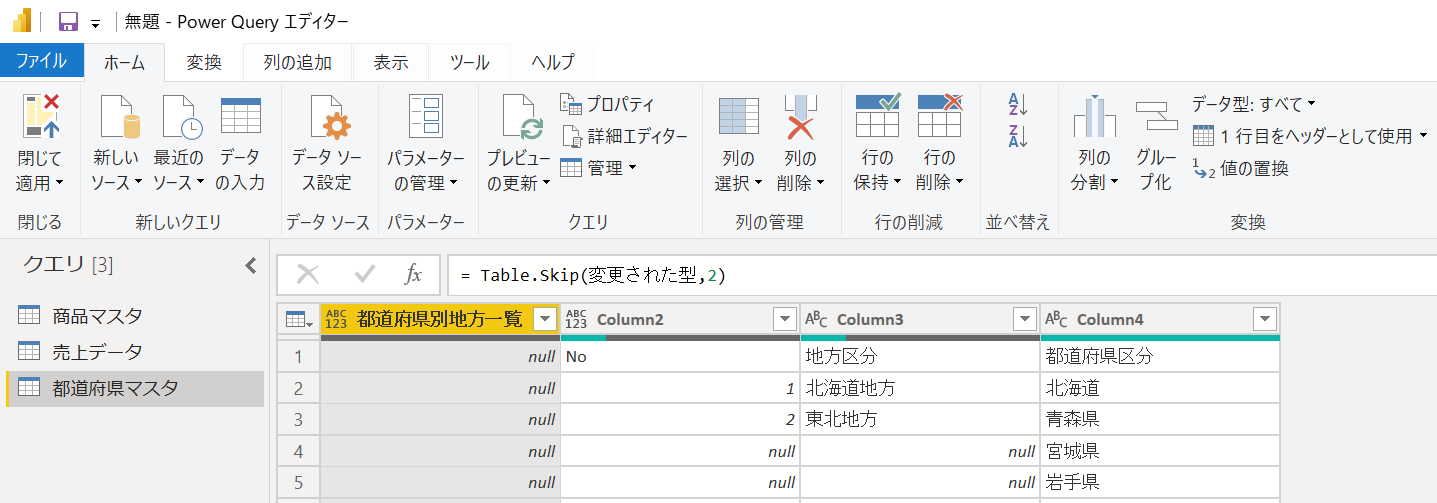 無題 - Power Query エディター
ファイル ホーム 変換 列の追加 表示 ツール ヘルプ
閉じて
適用
閉じる
新しい
ソース
最近の
ソース
データ
の入力
新しいクエリ
データ ソー
ス設定
データ ソース
パラメーター
の管理
パラメーター
プレビュー
の更新
プロパティ
詳細エディター
管理
クエリ
列の
選択
列の
削除
列の管理
行の
保持
行の
削除
行の削減
A
Z
Z
A
並べ替え
列の
分割
グルー
プ化
データ型: すべて
1 行目をヘッダーとして使用
1
2
値の置換
変換
クエリ [3]
商品マスタ
売上データ
都道府県マスタ
fx
= Table.Skip(変更された型,2)
ABC
123
都道府県別地方一覧
ABC
123
Column2
ABC
Column3
ABC
Column4
1 null No 地方区分 都道府県区分
2 null 1 北海道地方 北海道
3 null 2 東北地方 青森県
4 null null null 宮城県
5 null null null 岩手県